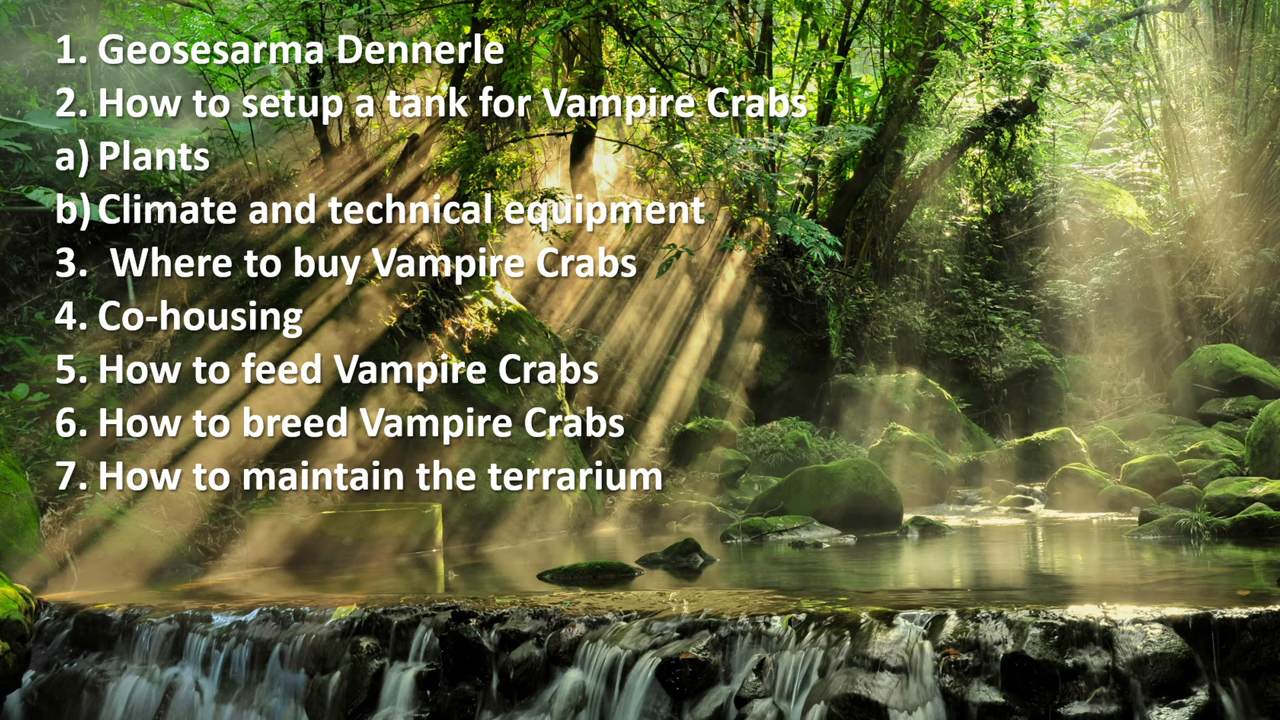 1. Geosesarma Dennerle
2. How to setup a tank for Vampire Crabs
a) Plants
b) Climate and technical equipment
3. Where to buy Vampire Crabs
4. Co-housing
5. How to feed Vampire Crabs
6. How to breed Vampire Crabs
7. How to maintain the terrarium